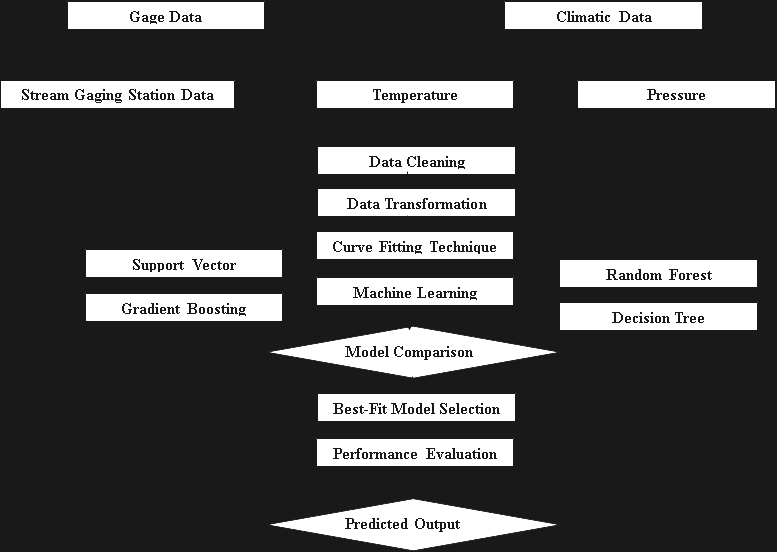 Gage Data
Climatic Data
Stream Gaging Station Data
Temperature
Pressure
Data Cleaning
Data Transformation
Curve Fitting Technique
Support Vector
Random Forest
Machine Learning
Gradient Boosting
Decision Tree
Model Comparison
Best-Fit Model Selection
Performance Evaluation
Predicted Output